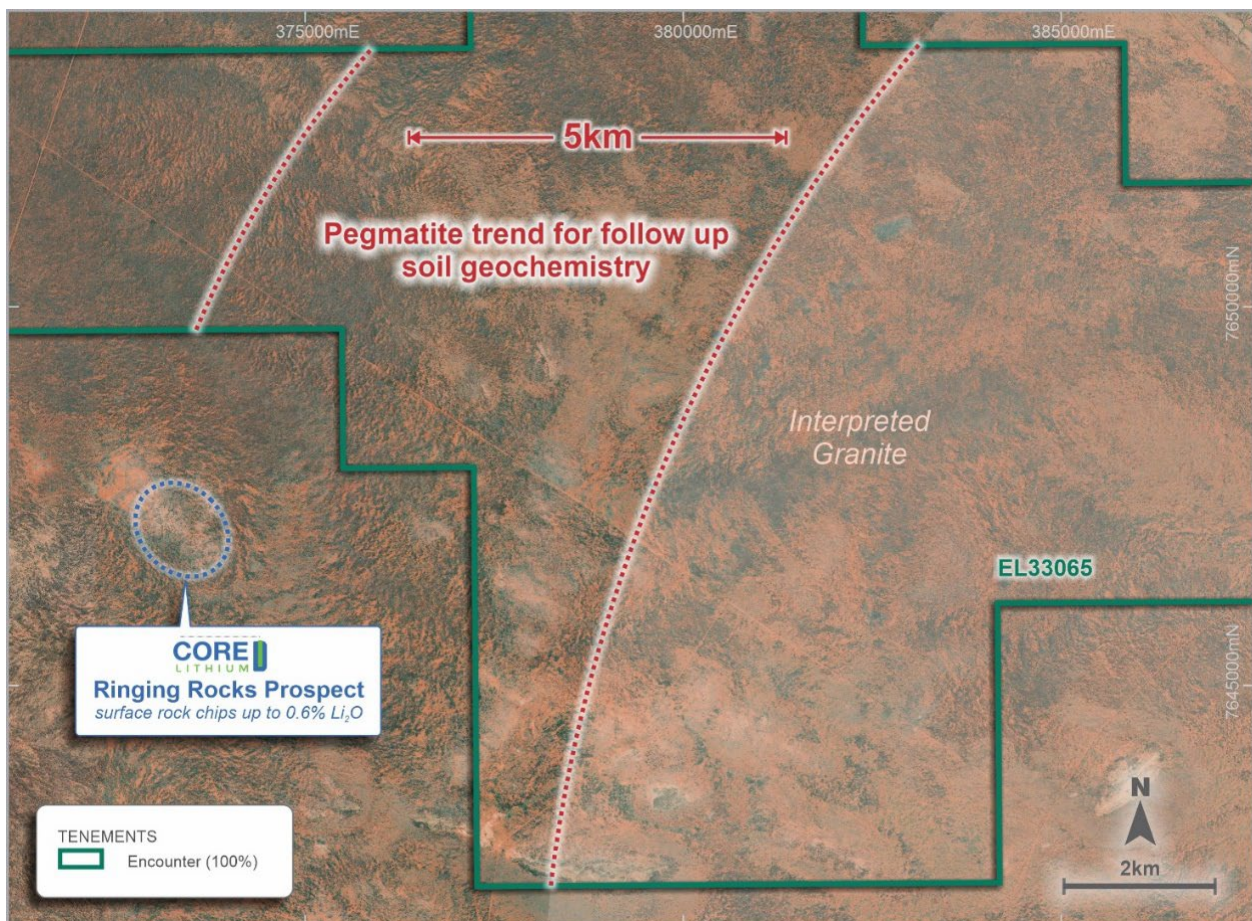 375000mE
380000mE
385000mE
5km
Pegmatite trend for follow up
soil geochemistry
7650000mN
Interpreted
Granite
EL33065
CORE
LITHIUM
Ringing Rocks Prospect
surface rock chips up to 0.6% Li₂O
7645000mN
TENEMENTS
Encounter (100%)
N
2km